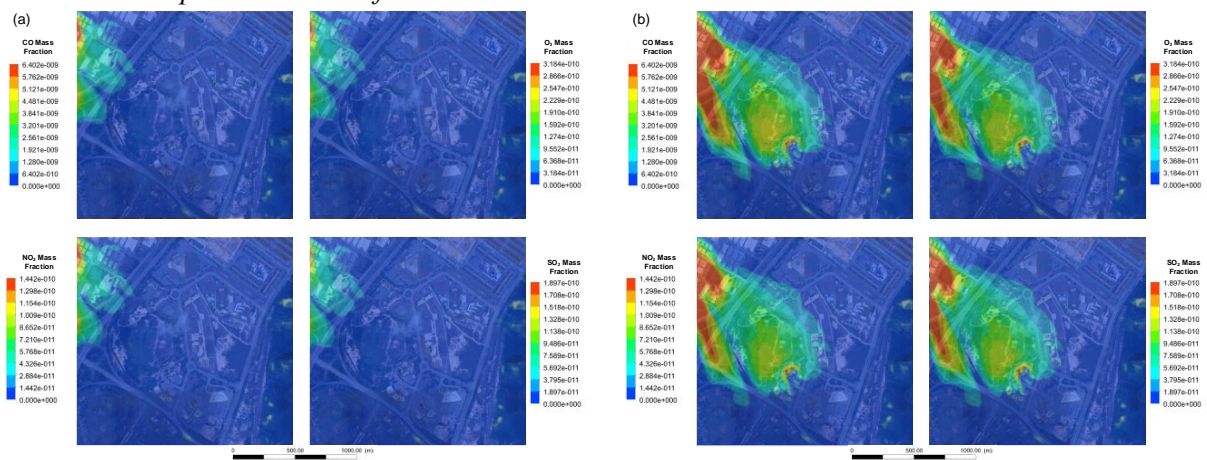 (a)
CO Mass
Fraction
6.402e-009
5.762e-009
5.121e-009
4.481e-009
3.841e-009
3.201e-009
2.561e-009
1.921e-009
1.280e-009
6.402e-010
0.000e+000
O₃ Mass
Fraction
3.184e-010
2.866e-010
2.547e-010
2.229e-010
1.910e-010
1.592e-010
1.274e-010
9.552e-011
6.368e-011
3.184e-011
0.000e+000
NO₂ Mass
Fraction
1.442e-010
1.298e-010
1.154e-010
1.009e-010
8.652e-011
7.210e-011
5.768e-011
4.326e-011
2.884e-011
1.442e-011
0.000e+000
SO₂ Mass
Fraction
1.897e-010
1.708e-010
1.518e-010
1.328e-010
1.138e-010
9.486e-011
7.589e-011
5.692e-011
3.795e-011
1.897e-011
0.000e+000
0 500.00 1000.00 (m)
(b)
CO Mass
Fraction
6.402e-009
5.762e-009
5.121e-009
4.481e-009
3.841e-009
3.201e-009
2.561e-009
1.921e-009
1.280e-009
6.402e-010
0.000e+000
O₃ Mass
Fraction
3.184e-010
2.866e-010
2.547e-010
2.229e-010
1.910e-010
1.592e-010
1.274e-010
9.552e-011
6.368e-011
3.184e-011
0.000e+000
NO₂ Mass
Fraction
1.442e-010
1.298e-010
1.154e-010
1.009e-010
8.652e-011
7.210e-011
5.768e-011
4.326e-011
2.884e-011
1.442e-011
0.000e+000
SO₂ Mass
Fraction
1.897e-010
1.708e-010
1.518e-010
1.328e-010
1.138e-010
9.486e-011
7.589e-011
5.692e-011
3.795e-011
1.897e-011
0.000e+000
0 500.00 1000.00 (m)